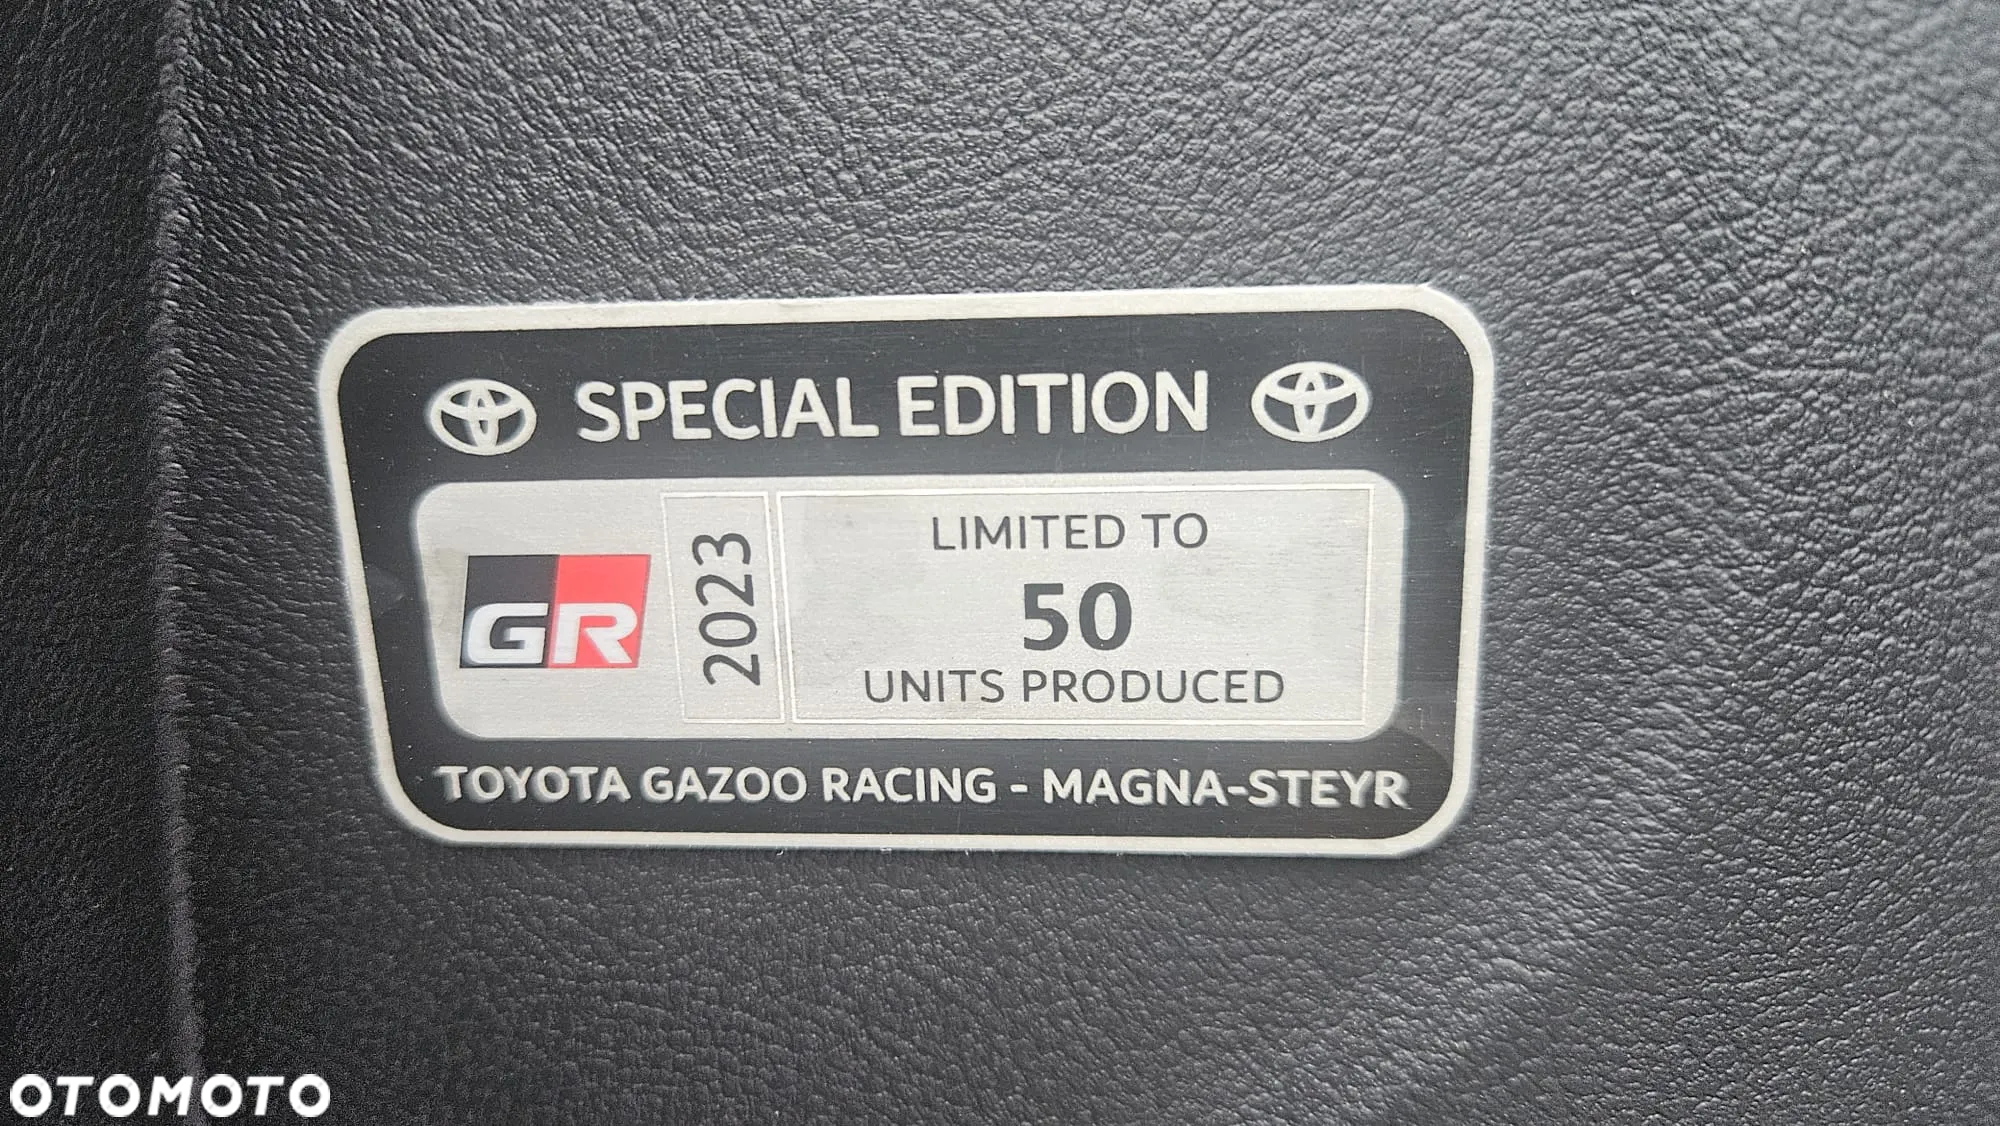 SPECIAL EDITION
GR
2023
LIMITED TO
50
UNITS PRODUCED
TOYOTA GAZOO RACING - MAGNA-STEYR
OTOMOTO